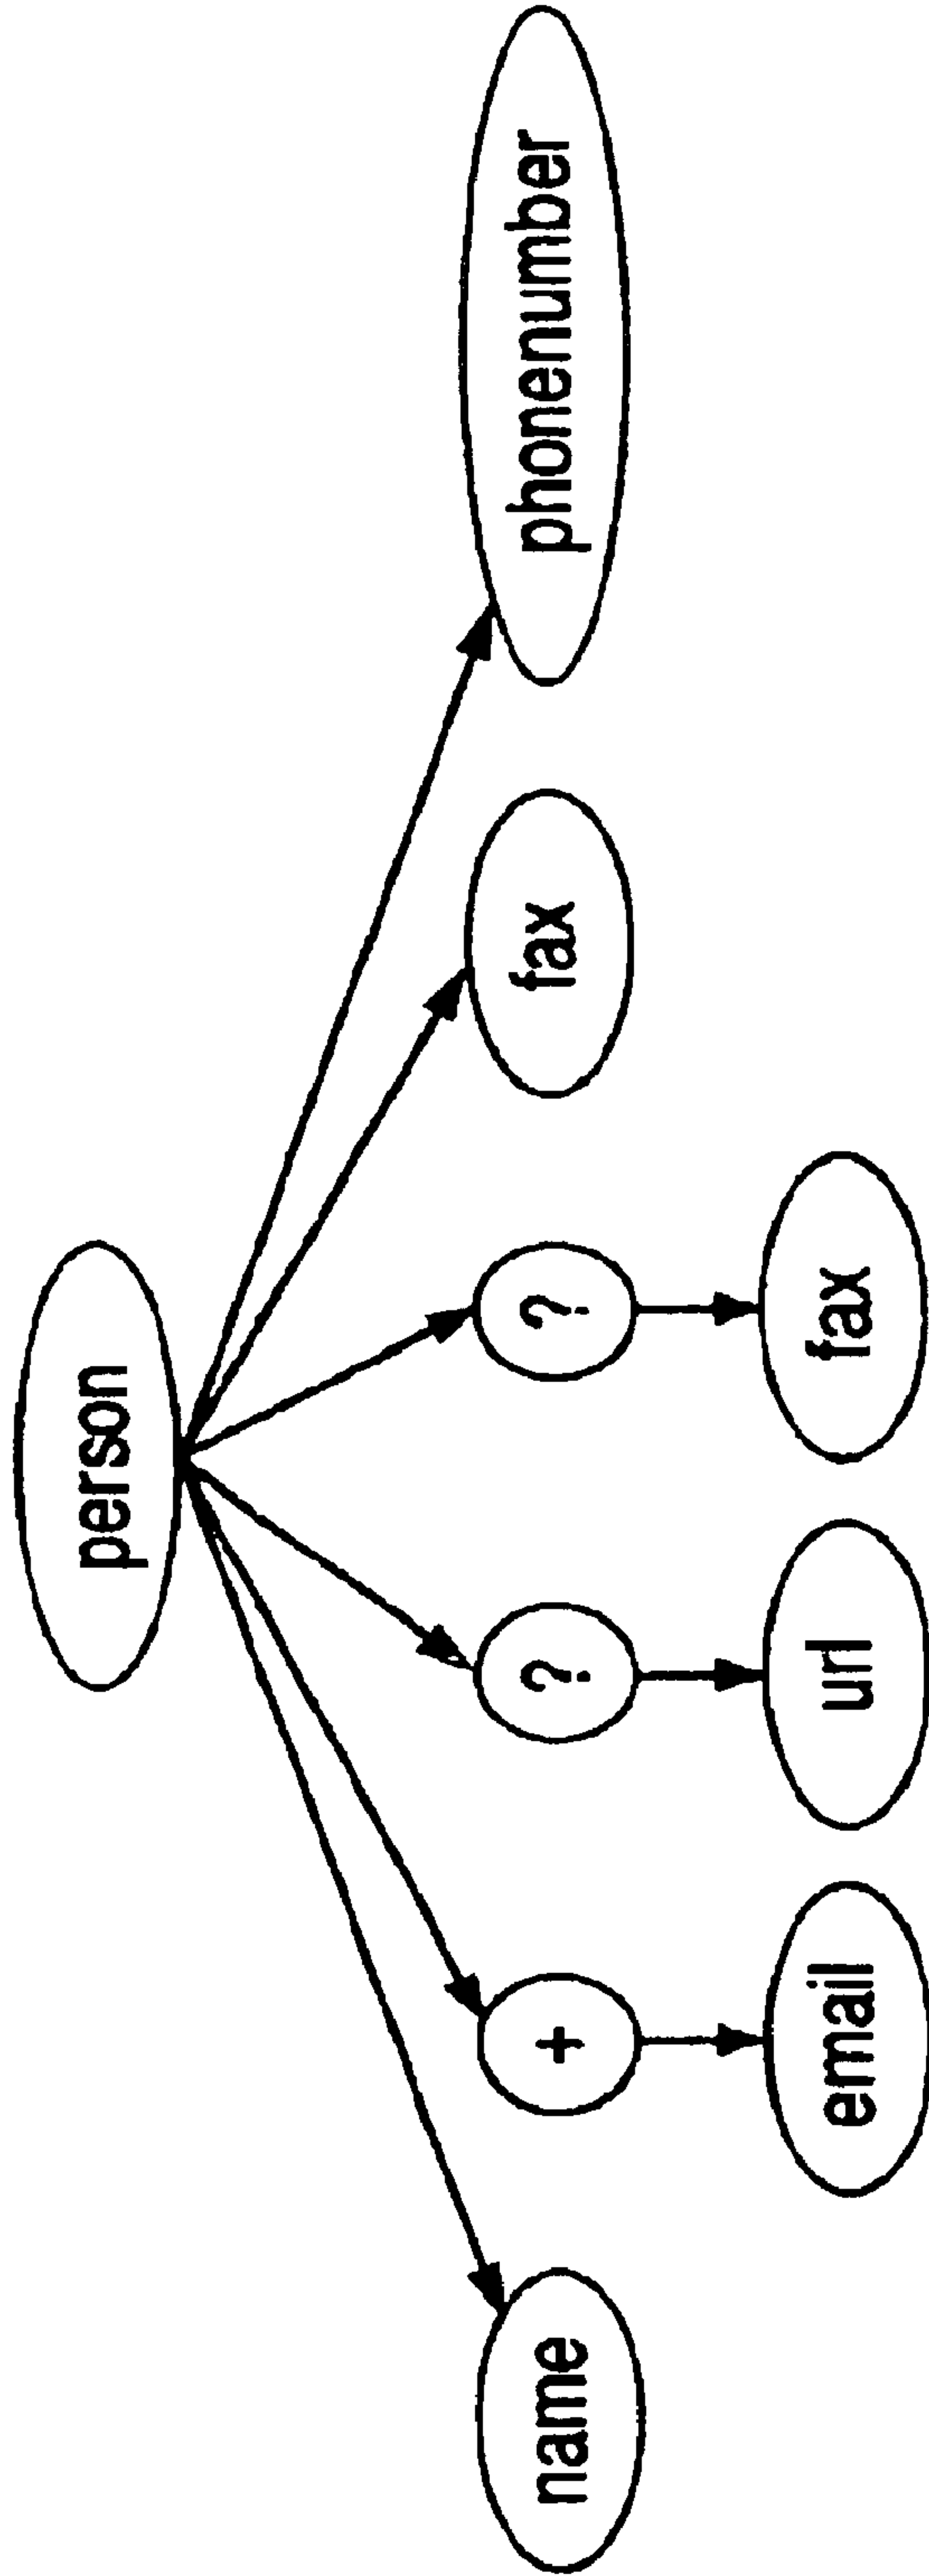 person
name
+
?
?
fax
phonenumber
email
url
fax